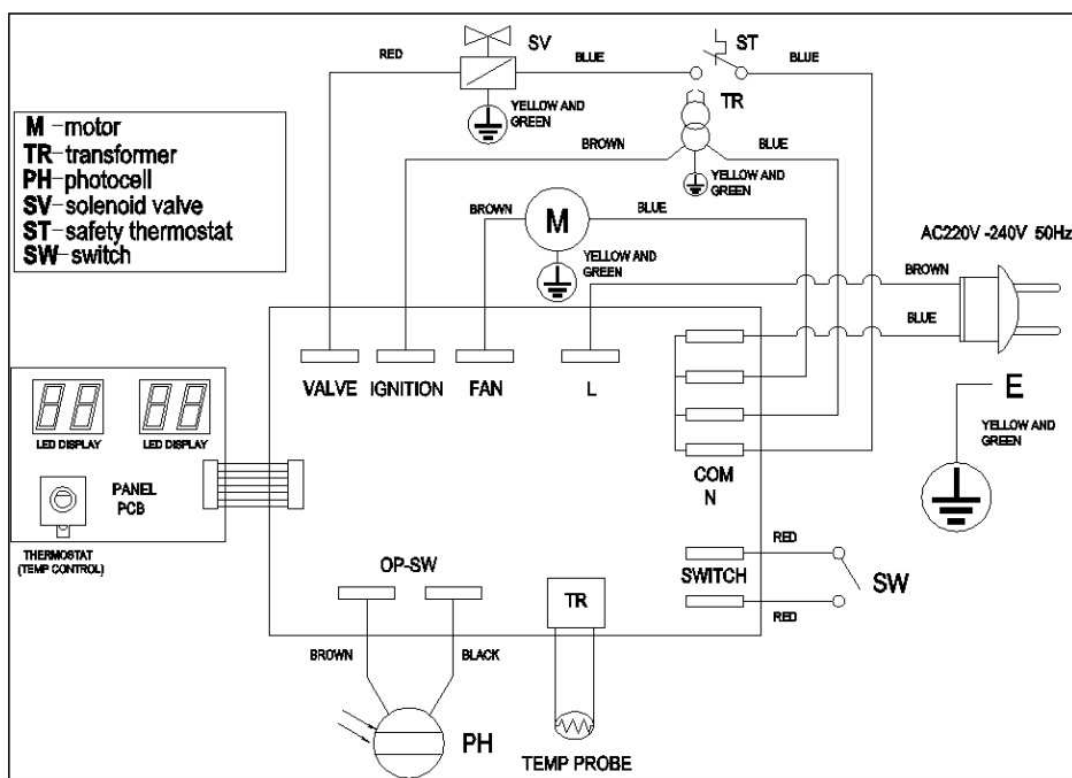 RED
SV
BLUE
ST
BLUE
YELLOW AND
GREEN
TR
M-motor
TR-transformer
PH-photocell
SV-solenoid valve
ST-safety thermostat
SW-switch
BROWN
BLUE
YELLOW AND
GREEN
BROWN
M
BLUE
YELLOW AND
GREEN
AC220V -240V 50Hz
BROWN
BLUE
VALVE
IGNITION
FAN
L
COM
N
E
YELLOW AND
GREEN
88
88
LED DISPLAY
LED DISPLAY
PANEL
PCB
THERMOSTAT
(TEMP CONTROL)
OP-SW
TR
SWITCH
RED
SW
RED
BROWN
BLACK
PH
TEMP PROBE